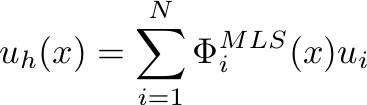 $u_h(x) = \sum_{i=1}^{N} \Phi_i^{MLS}(x) u_i$